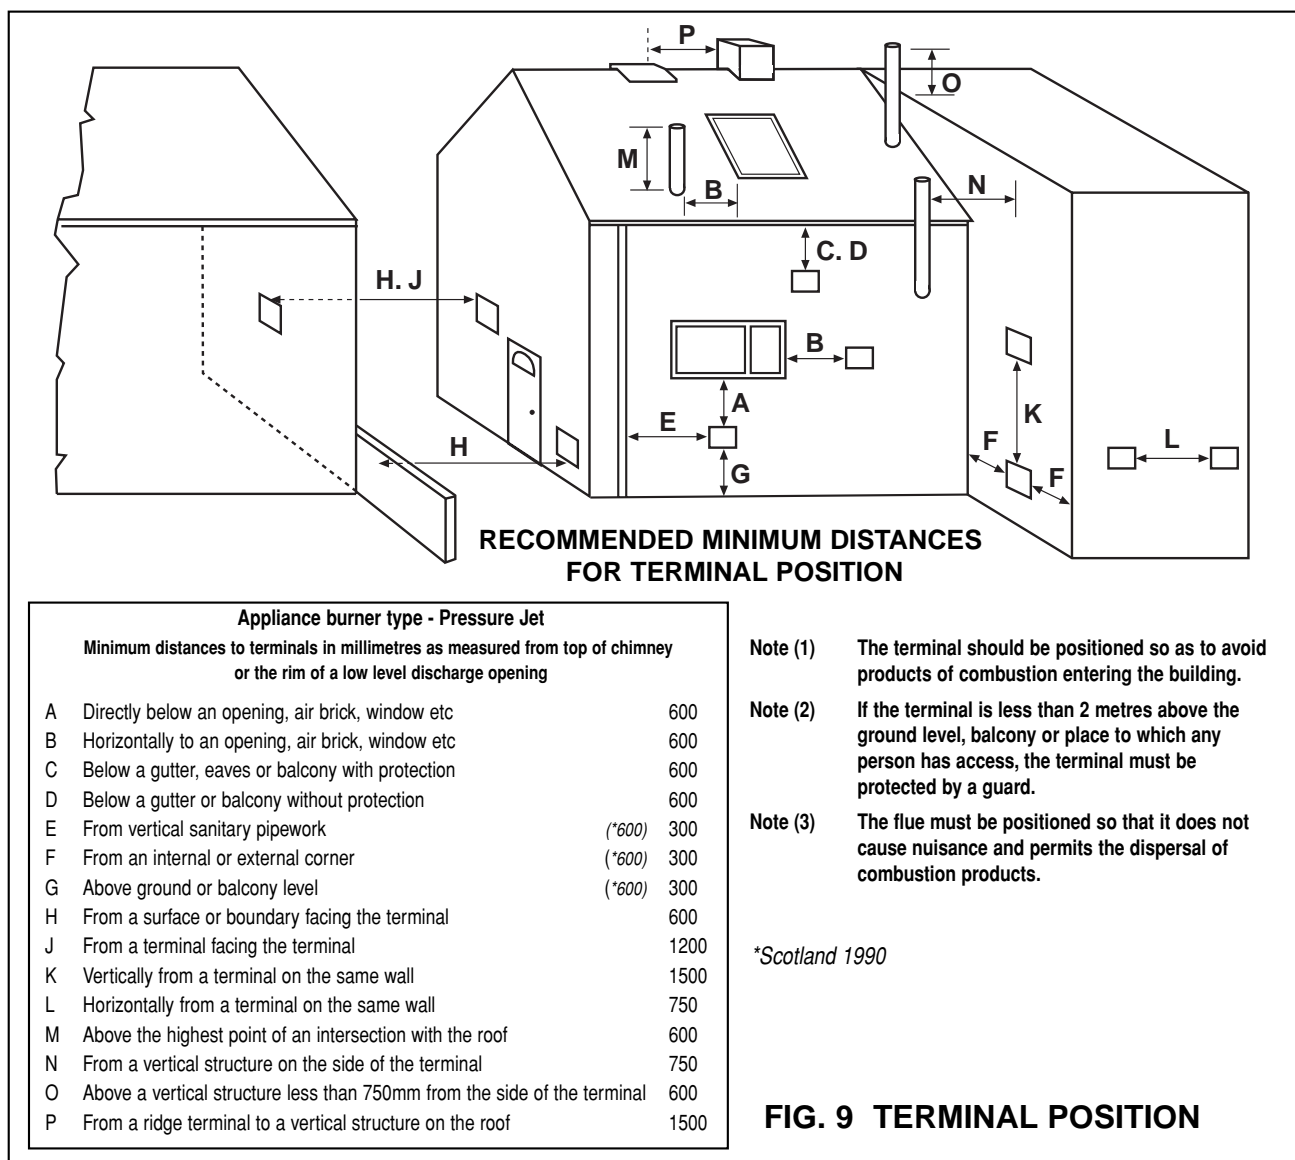 P
O
M
B
N
C. D
H. J
B
A
E
K
F
L
H
G
F
RECOMMENDED MINIMUM DISTANCES
FOR TERMINAL POSITION
Appliance burner type - Pressure Jet
Minimum distances to terminals in millimetres as measured from top of chimney
or the rim of a low level discharge opening
A Directly below an opening, air brick, window etc 600
B Horizontally to an opening, air brick, window etc 600
C Below a gutter, eaves or balcony with protection 600
D Below a gutter or balcony without protection 600
E From vertical sanitary pipework (*600) 300
F From an internal or external corner (*600) 300
G Above ground or balcony level (*600) 300
H From a surface or boundary facing the terminal 600
J From a terminal facing the terminal 1200
K Vertically from a terminal on the same wall 1500
L Horizontally from a terminal on the same wall 750
M Above the highest point of an intersection with the roof 600
N From a vertical structure on the side of the terminal 750
O Above a vertical structure less than 750mm from the side of the terminal 600
P From a ridge terminal to a vertical structure on the roof 1500
Note (1) The terminal should be positioned so as to avoid
products of combustion entering the building.
Note (2) If the terminal is less than 2 metres above the
ground level, balcony or place to which any
person has access, the terminal must be
protected by a guard.
Note (3) The flue must be positioned so that it does not
cause nuisance and permits the dispersal of
combustion products.
*Scotland 1990
FIG. 9 TERMINAL POSITION